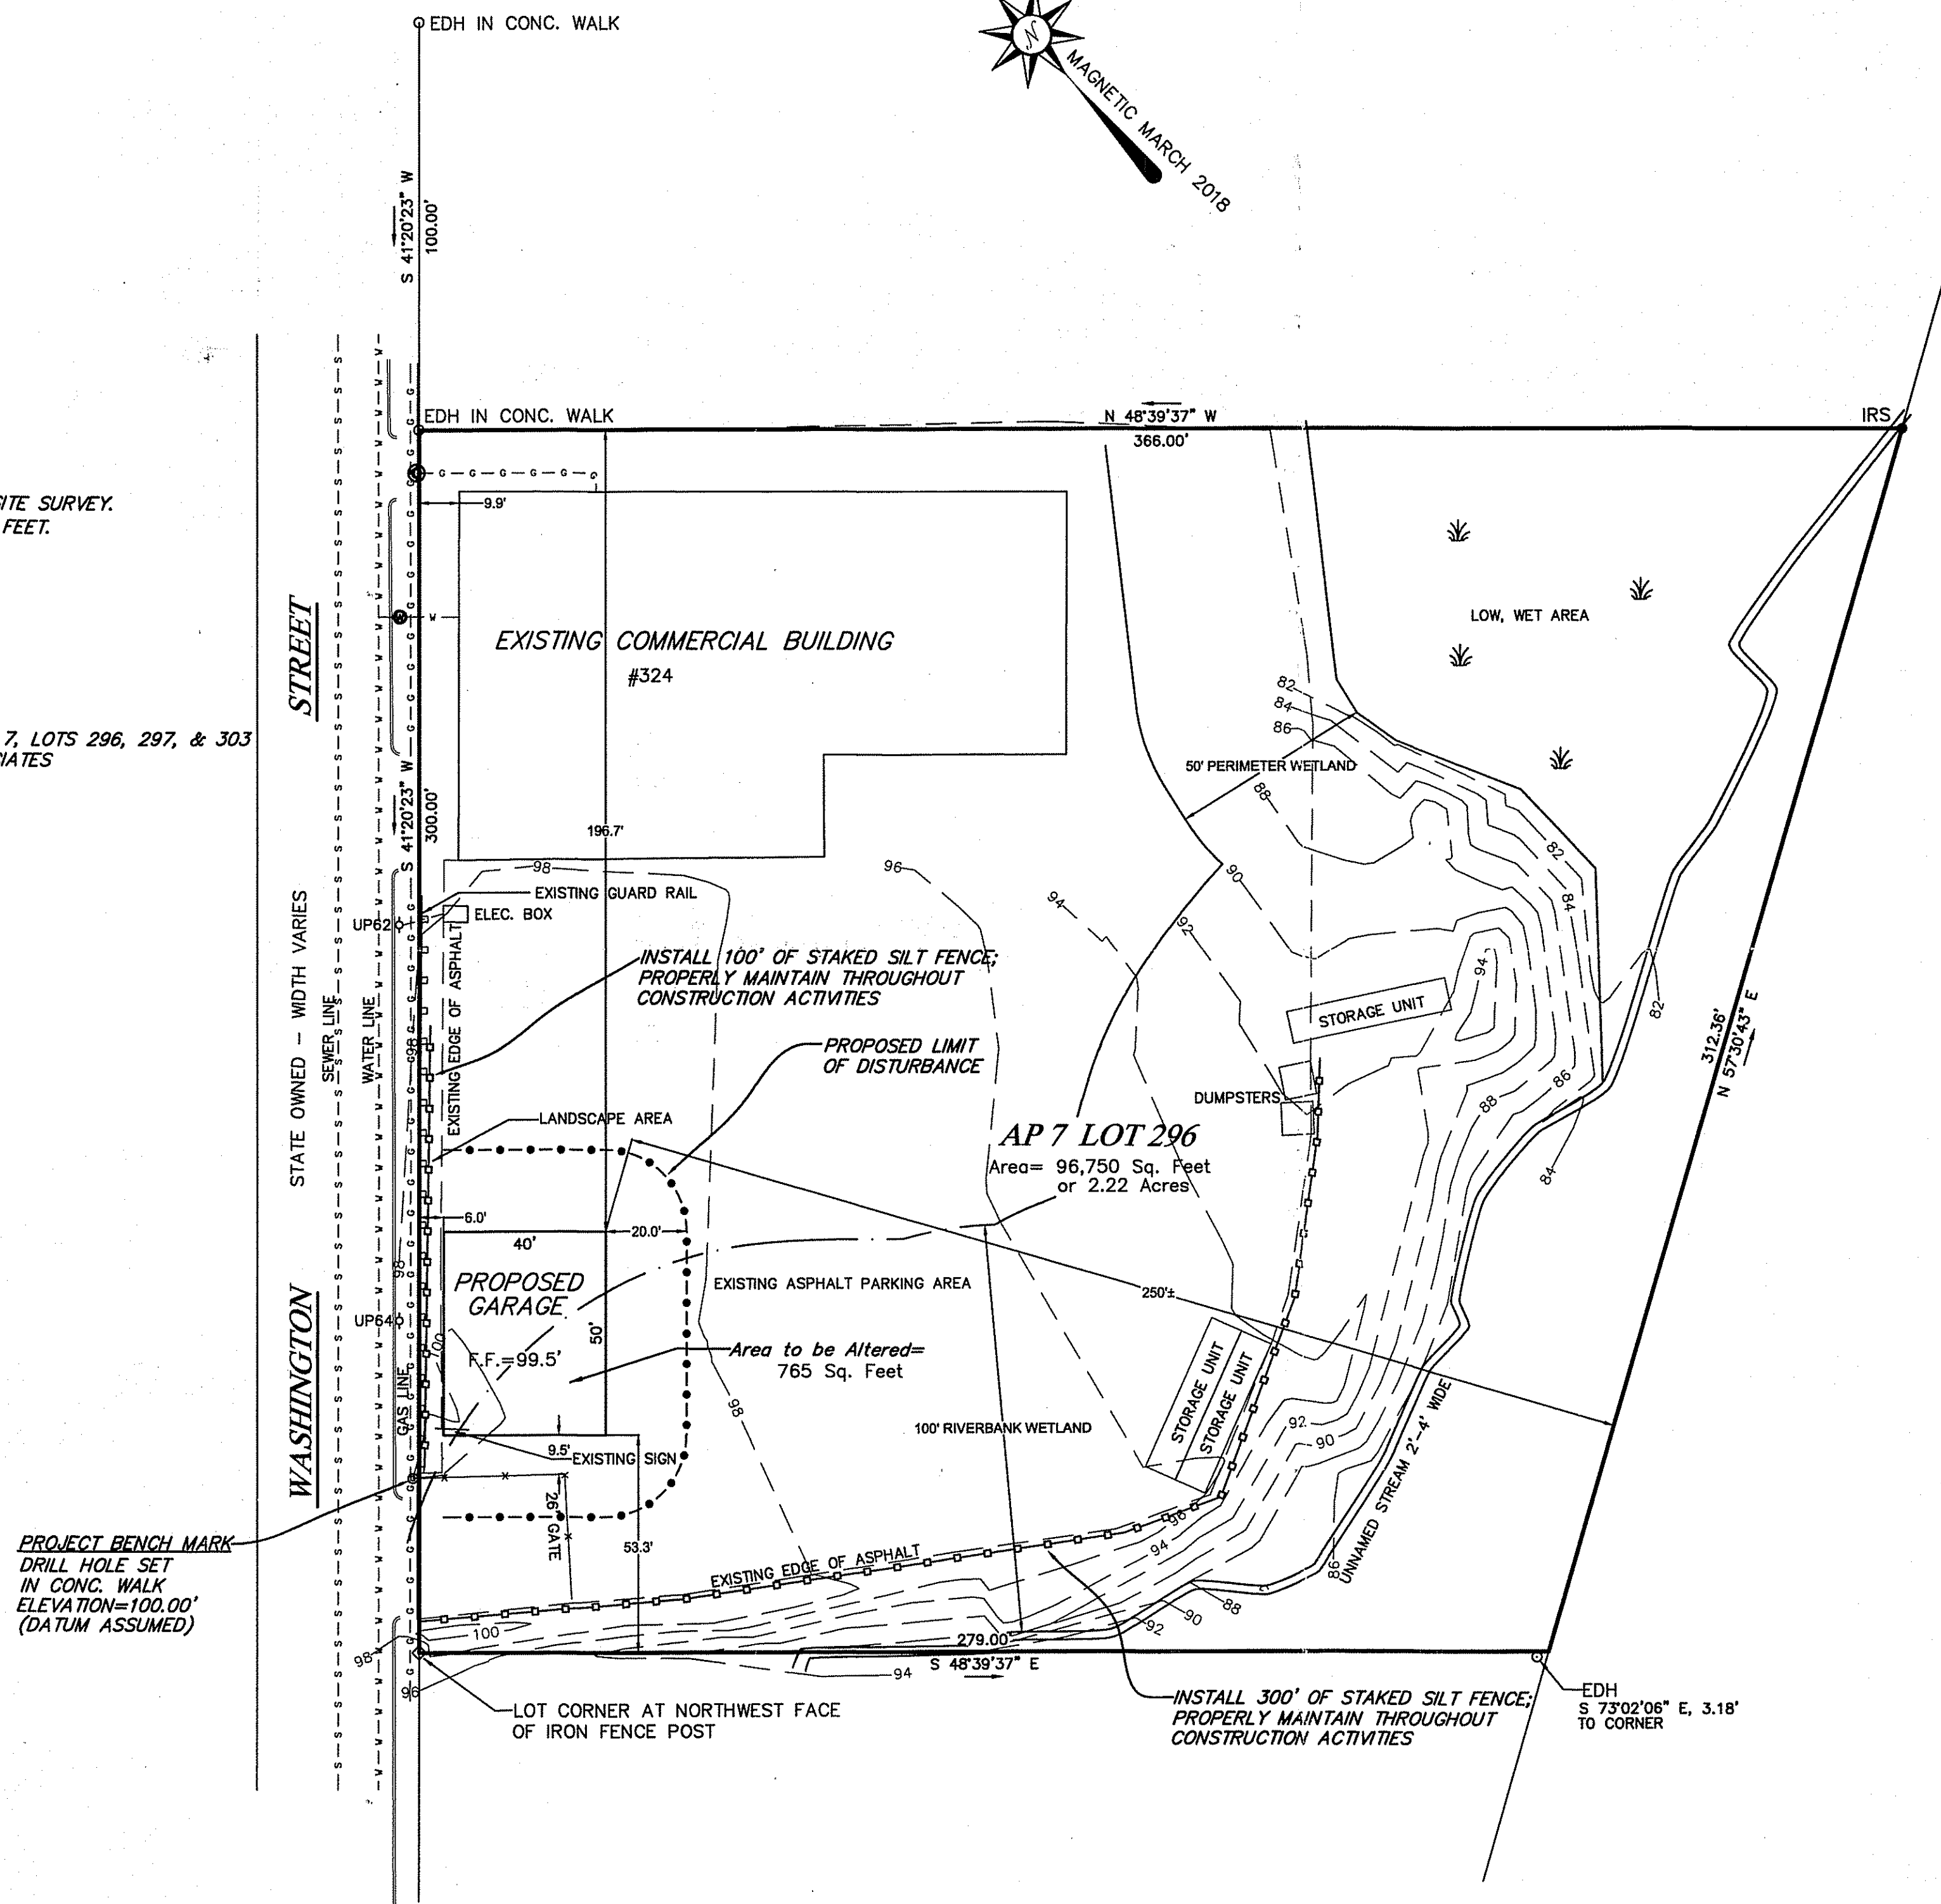 EDH IN CONC. WALK
N
MAGNETIC MARCH 2018
S 41°20'23" W
100.00'
EDH IN CONC. WALK
N 48°39'37" W
366.00'
IRS
9.9'
ITE SURVEY.
FEET.
STREET
EXISTING COMMERCIAL BUILDING
#324
LOW, WET AREA
7, LOTS 296, 297, & 303
IATES
S 41°20'23" W
300.00'
196.7'
82
84
86
50' PERIMETER WETLAND
88
98
96
90
82
84
EXISTING GUARD RAIL
ELEC. BOX
UP62
94
92
STATE OWNED - WIDTH VARIES
SEWER LINE
WATER LINE
EXISTING EDGE OF ASPHALT
INSTALL 100' OF STAKED SILT FENCE;
PROPERLY MAINTAIN THROUGHOUT
CONSTRUCTION ACTIVITIES
94
STORAGE UNIT
82
98
PROPOSED LIMIT
OF DISTURBANCE
312.36'
N 57°30'43" E
DUMPSTERS
86
88
LANDSCAPE AREA
AP 7 LOT 296
Area= 96,750 Sq. Feet
or 2.22 Acres
84
6.0'
20.0'
40'
98
PROPOSED
GARAGE
EXISTING ASPHALT PARKING AREA
250'±
WASHINGTON
UP64
100
50'
F.F.=99.5'
Area to be Altered=
765 Sq. Feet
GAS LINE
98
STORAGE UNIT
STORAGE UNIT
92
90
100' RIVERBANK WETLAND
UNNAMED STREAM 2'-4' WIDE
9.5'
EXISTING SIGN
26' GATE
53.3'
PROJECT BENCH MARK
DRILL HOLE SET
IN CONC. WALK
ELEVATION=100.00'
(DATUM ASSUMED)
EXISTING EDGE OF ASPHALT
96
94
86
88
90
92
100
98
96
279.00'
S 48°39'37" E
94
LOT CORNER AT NORTHWEST FACE
OF IRON FENCE POST
INSTALL 300' OF STAKED SILT FENCE;
PROPERLY MAINTAIN THROUGHOUT
CONSTRUCTION ACTIVITIES
EDH
S 73°02'06" E, 3.18'
TO CORNER